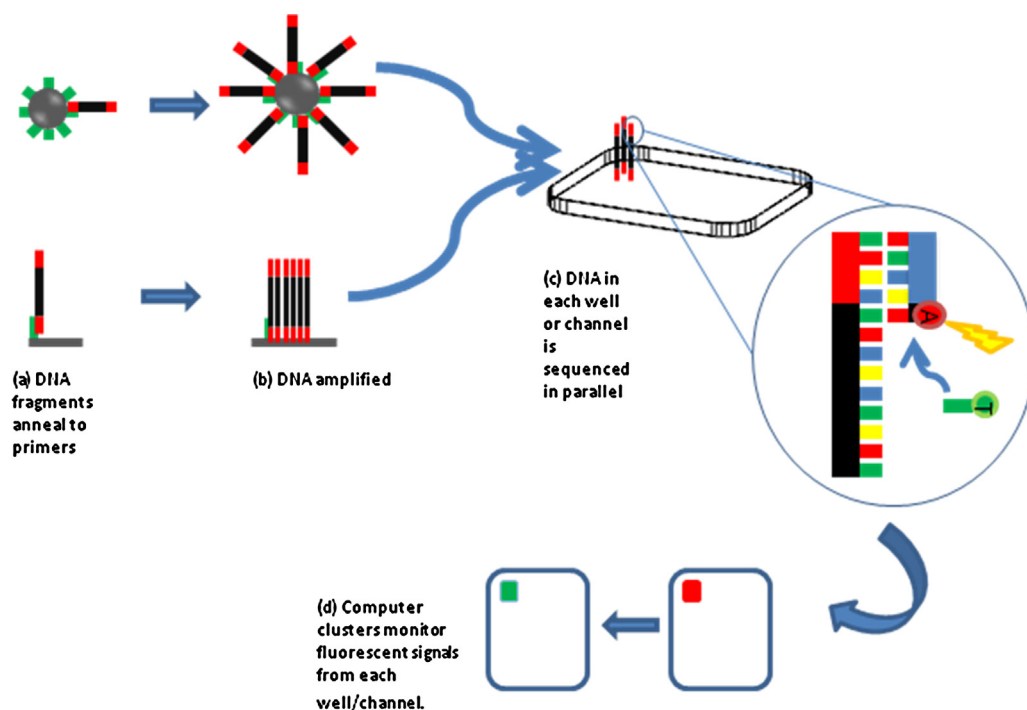 (a) DNA
fragments
anneal to
primers
(b) DNA amplified
(c) DNA in
each well
or channel
is
sequenced
in parallel
A
T
(d) Computer
clusters monitor
fluorescent signals
from each
well/channel.